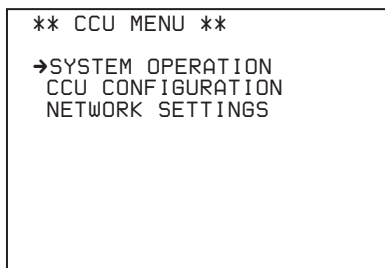 ** CCU MENU **
→SYSTEM OPERATION
CCU CONFIGURATION
NETWORK SETTINGS